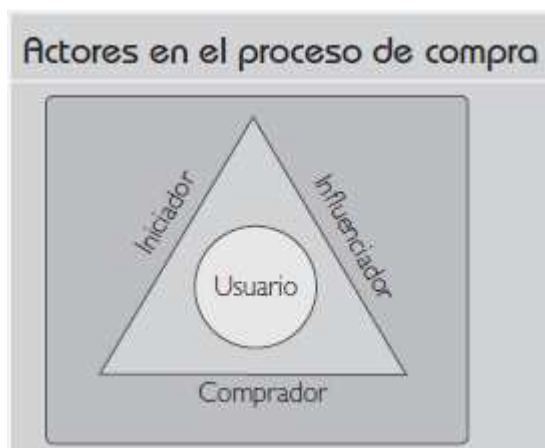 Actores en el proceso de compra
Iniciador
Influenciador
Usuario
Comprador